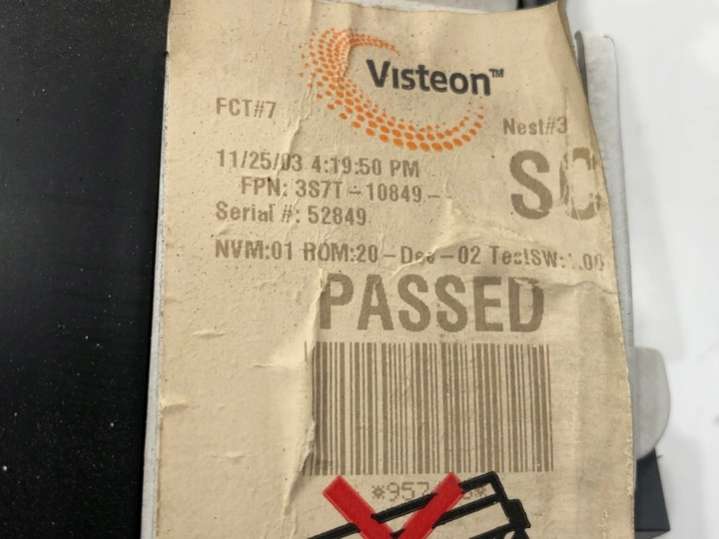 Visteon™
FCT#7
Nest#3
11/25/03 4:19:50 PM
FPN: 3S7T-10849--
Serial #: 52849
NVM:01 ROM:20-Dec-02 TestSW:
PASSED